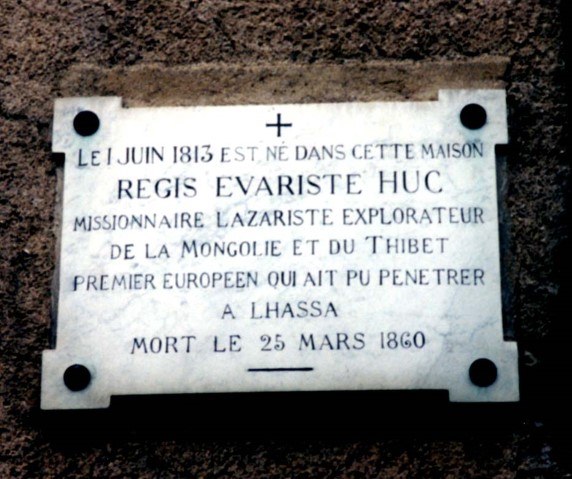 LE 1 JUIN 1813 EST NÉ DANS CETTE MAISON
REGIS EVARISTE HUC
MISSIONNAIRE LAZARISTE EXPLORATEUR
DE LA MONGOLIE ET DU THIBET
PREMIER EUROPEEN QUI AIT PU PENETRER
A LHASSA
MORT LE 25 MARS 1860